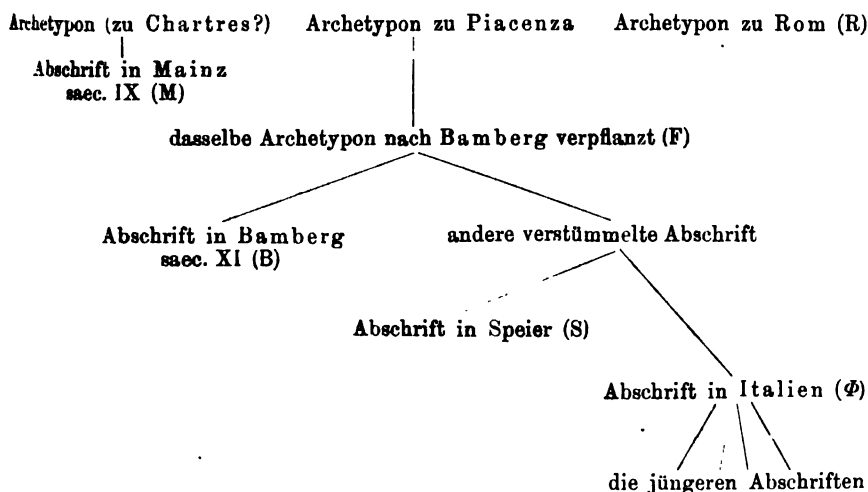 Archetypon (zu Chartres?) Archetypon zu Piacenza Archetypon zu Rom (R)
Abschrift in Mainz
saec. IX (M)
dasselbe Archetypon nach Bamberg verpflanzt (F)
Abschrift in Bamberg andere verstümmelte Abschrift
saec. XI (B)
Abschrift in Speier (S)
Abschrift in Italien (Φ)
die jüngeren Abschriften